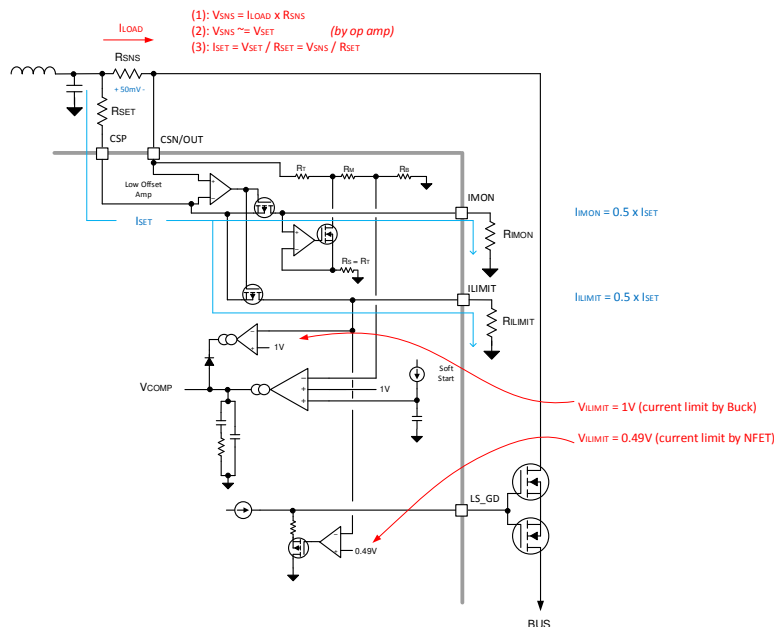 (1): VSNS = ILOAD x RSNS
(2): VSNS ~= VSET (by op amp)
(3): ISET = VSET / RSET = VSNS / RSET
ILOAD
RSNS
+ 50mV -
RSET
CSP
CSN/OUT
Low Offset
Amp
RT
RM
RB
ISET
IMON
RIMON
IIMON = 0.5 x ISET
RS = RT
ILIMIT
RILIMIT
IILIMIT = 0.5 x ISET
1V
VCOMP
1V
Soft
Start
VILIMIT = 1V (current limit by Buck)
VILIMIT = 0.49V (current limit by NFET)
LS_GD
0.49V
BUS